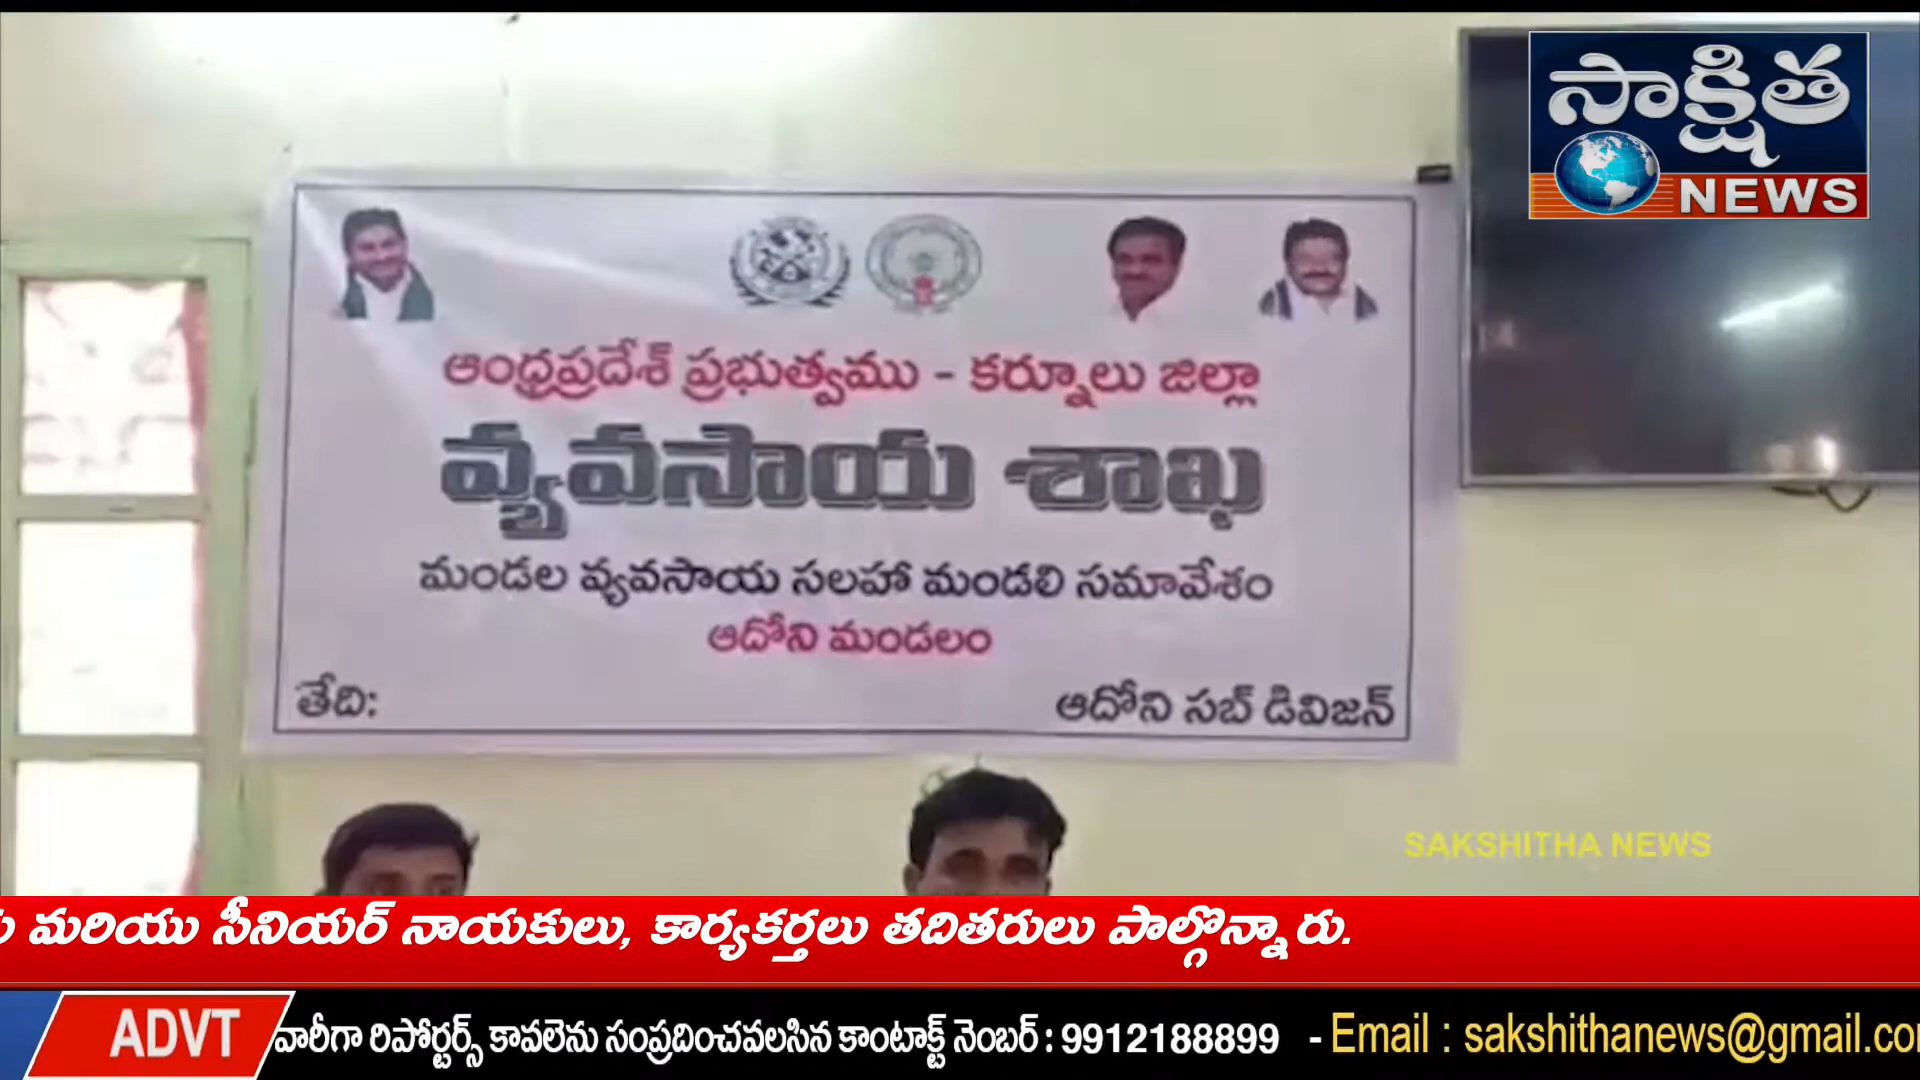 సాక్షిత
NEWS
ఆంధ్రప్రదేశ్ ప్రభుత్వము - కర్నూలు జిల్లా
వ్యవసాయ శాఖ
మండల వ్యవసాయ సలహా మండలి సమావేశం
ఆదోని మండలం
తేది:
ఆదోని సబ్ డివిజన్
SAKSHITHA NEWS
మరియు సీనియర్ నాయకులు, కార్యకర్తలు తదితరులు పాల్గొన్నారు.
ADVT
వారీగా రిపోర్టర్స్ కావలెను సంప్రదించవలసిన కాంటాక్ట్ నెంబర్ : 9912188899 - Email : sakshithanews@gmail.co